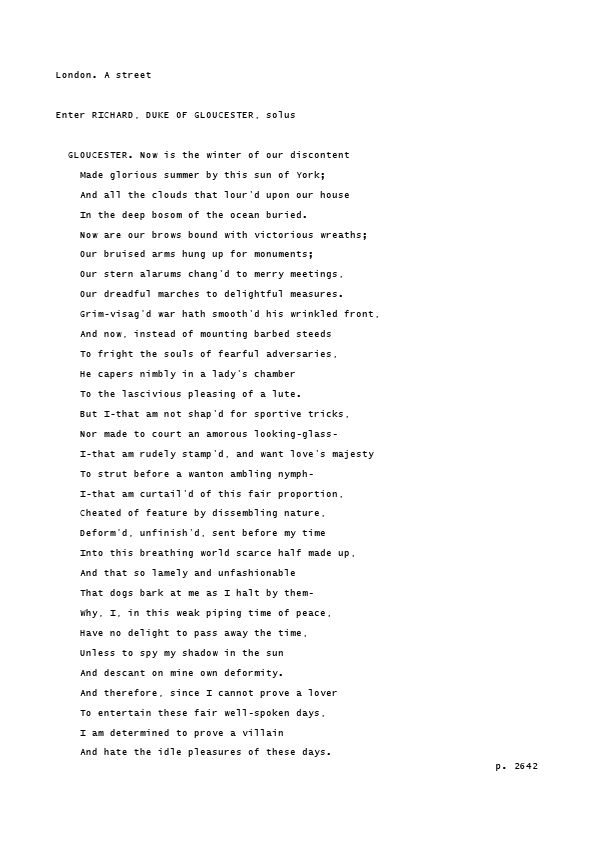 London. A street
Enter RICHARD, DUKE OF GLOUCESTER, solus
GLOUCESTER. Now is the winter of our discontent
Made glorious summer by this sun of York;
And all the clouds that lour'd upon our house
In the deep bosom of the ocean buried.
Now are our brows bound with victorious wreaths;
Our bruised arms hung up for monuments;
Our stern alarums chang'd to merry meetings,
Our dreadful marches to delightful measures.
Grim-visag'd war hath smooth'd his wrinkled front,
And now, instead of mounting barbed steeds
To fright the souls of fearful adversaries,
He capers nimbly in a lady's chamber
To the lascivious pleasing of a lute.
But I-that am not shap'd for sportive tricks,
Nor made to court an amorous looking-glass-
I-that am rudely stamp'd, and want love's majesty
To strut before a wanton ambling nymph-
I-that am curtail'd of this fair proportion,
Cheated of feature by dissembling nature,
Deform'd, unfinish'd, sent before my time
Into this breathing world scarce half made up,
And that so lamely and unfashionable
That dogs bark at me as I halt by them-
Why, I, in this weak piping time of peace,
Have no delight to pass away the time,
Unless to spy my shadow in the sun
And descant on mine own deformity.
And therefore, since I cannot prove a lover
To entertain these fair well-spoken days,
I am determined to prove a villain
And hate the idle pleasures of these days.
p. 2642